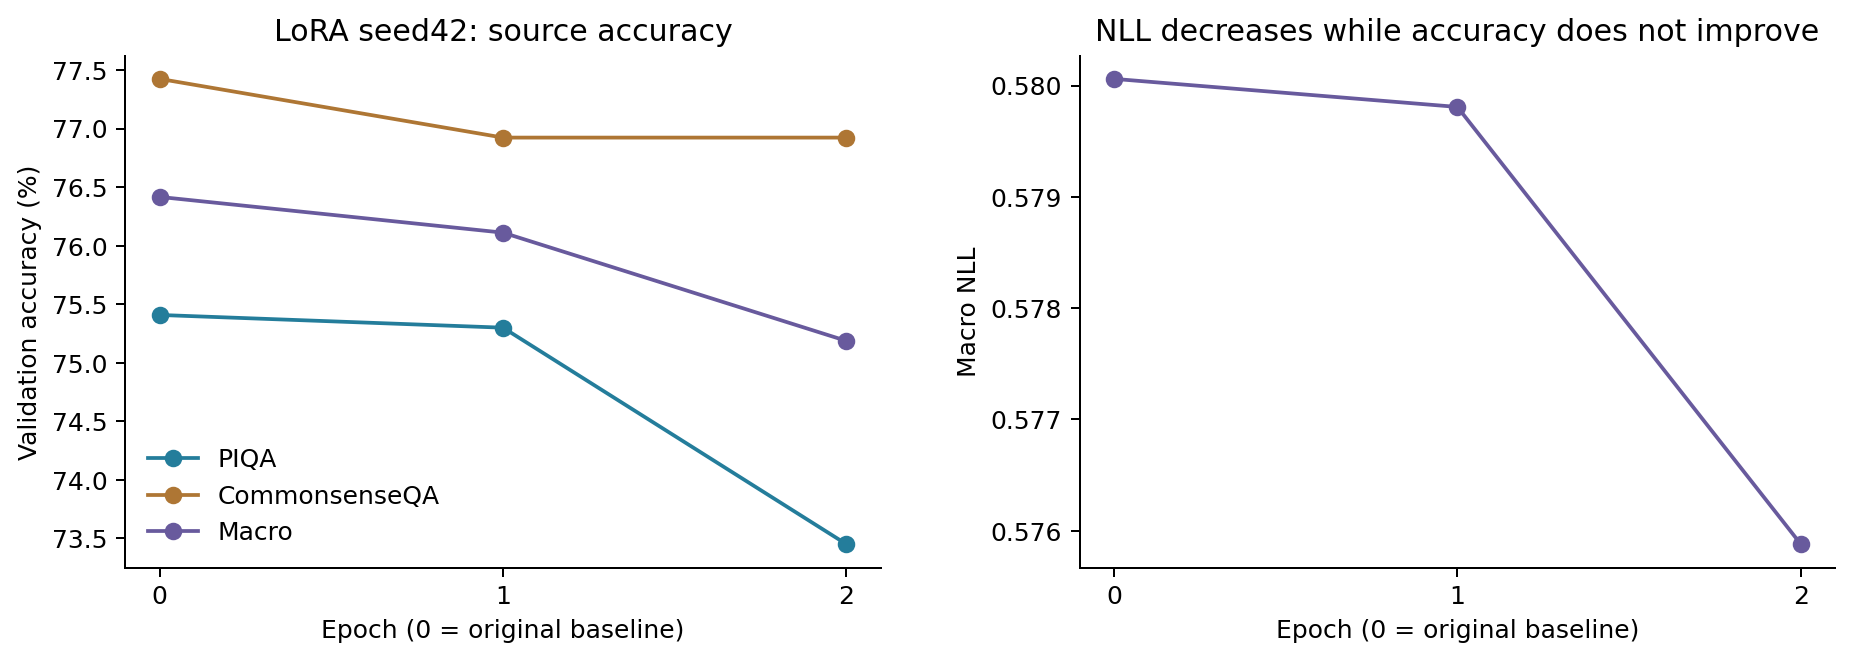 LoRA seed42: source accuracy
Validation accuracy (%)
77.5
77.0
76.5
76.0
75.5
75.0
74.5
74.0
73.5
PIQA
CommonsenseQA
Macro
0 1 2
Epoch (0 = original baseline)
NLL decreases while accuracy does not improve
Macro NLL
0.580
0.579
0.578
0.577
0.576
0 1 2
Epoch (0 = original baseline)